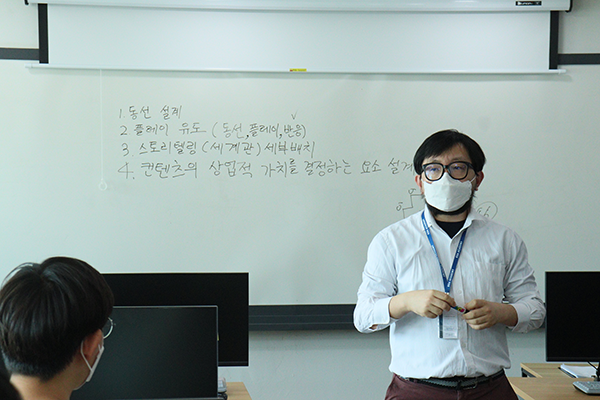 1. 동선 설계
2 플레이 유도 (동선, 플레이, 반응)
3 스토리텔링 (세계관) 세부배치
4. 컨텐츠의 상업적 가치를 결정하는 요소 설계